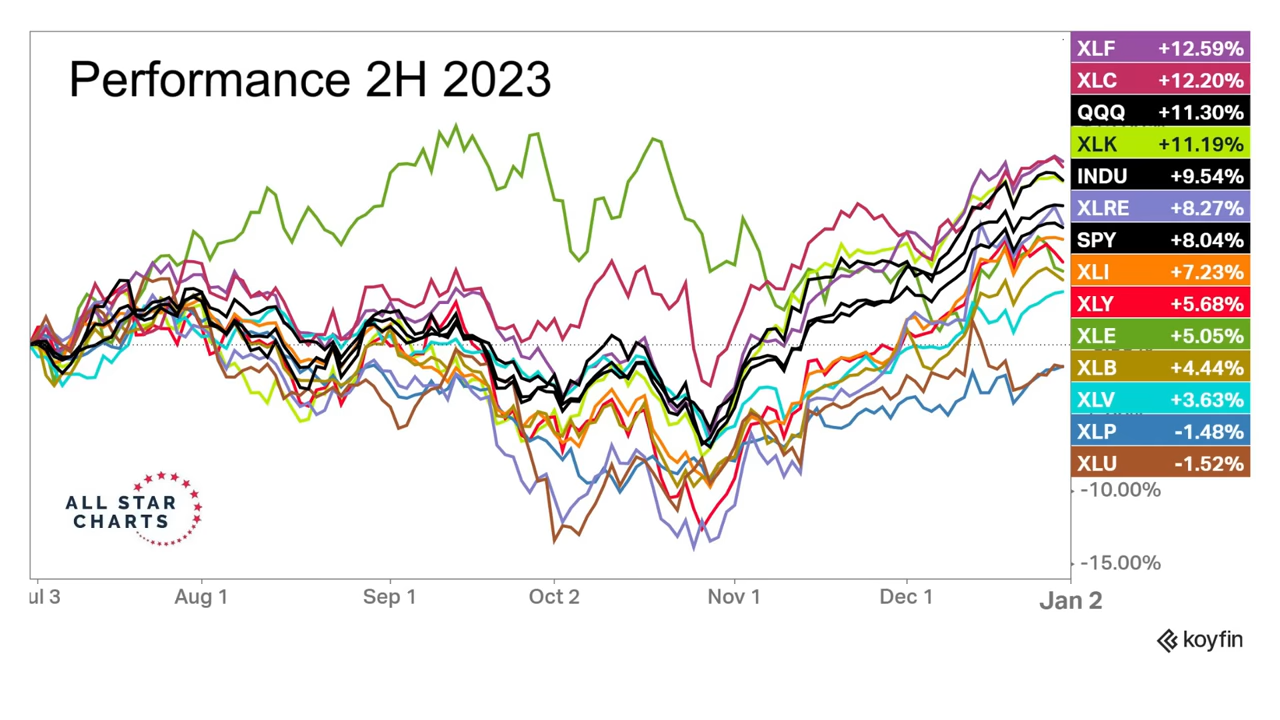 Performance 2H 2023
XLF +12.59%
XLC +12.20%
QQQ +11.30%
XLK +11.19%
INDU +9.54%
XLRE +8.27%
SPY +8.04%
XLI +7.23%
XLY +5.68%
XLE +5.05%
XLB +4.44%
XLV +3.63%
XLP -1.48%
XLU -1.52%
-10.00%
-15.00%
ALL STAR
CHARTS
ul 3 Aug 1 Sep 1 Oct 2 Nov 1 Dec 1 Jan 2
koyfin